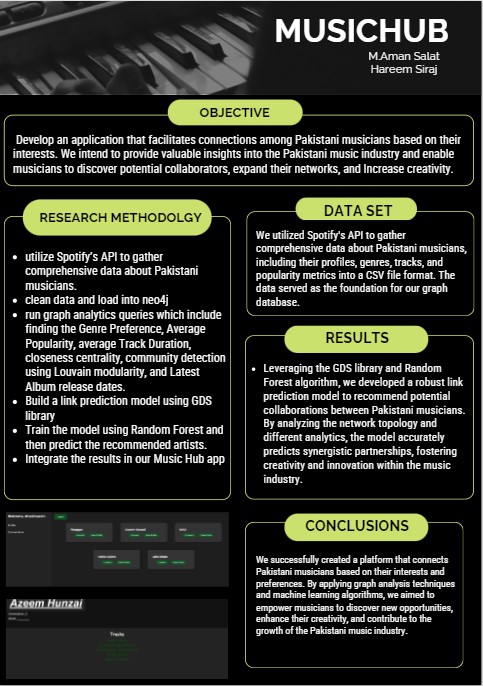 MUSICHUB
M.Aman Salat
Hareem Siraj
OBJECTIVE
Develop an application that facilitates connections among Pakistani musicians based on their
interests. We intend to provide valuable insights into the Pakistani music industry and enable
musicians to discover potential collaborators, expand their networks, and Increase creativity.
RESEARCH METHODOLGY
• utilize Spotify's API to gather
comprehensive data about Pakistani
musicians.
• clean data and load into neo4j
• run graph analytics queries which include
finding the Genre Preference, Average
Popularity, average Track Duration,
closeness centrality, community detection
using Louvain modularity, and Latest
Album release dates.
• Build a link prediction model using GDS
library
• Train the model using Random Forest and
then predict the recommended artists.
• Integrate the results in our Music Hub app
DATA SET
We utilized Spotify's API to gather
comprehensive data about Pakistani musicians,
including their profiles, genres, tracks, and
popularity metrics into a CSV file format. The
data served as the foundation for our graph
database.
RESULTS
• Leveraging the GDS library and Random
Forest algorithm, we developed a robust link
prediction model to recommend potential
collaborations between Pakistani musicians.
By analyzing the network topology and
different analytics, the model accurately
predicts synergistic partnerships, fostering
creativity and innovation within the music
industry.
CONCLUSIONS
We successfully created a platform that connects
Pakistani musicians based on their interests and
preferences. By applying graph analysis techniques
and machine learning algorithms, we aimed to
empower musicians to discover new opportunities,
enhance their creativity, and contribute to the
growth of the Pakistani music industry.
Azeem Hunzai
Tracks